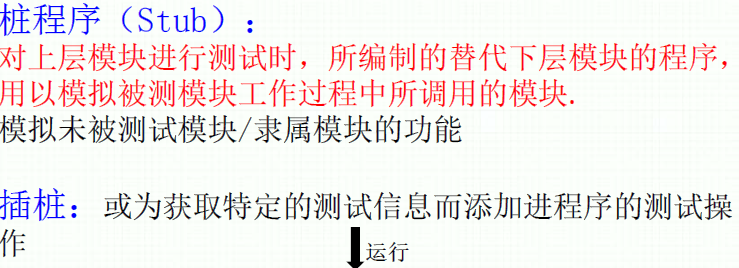 桩程序（Stub）：
对上层模块进行测试时，所编制的替代下层模块的程序，
用以模拟被测模块工作过程中所调用的模块.
模拟未被测试模块/隶属模块的功能
插桩：或为获取特定的测试信息而添加进程序的测试操
作
运行